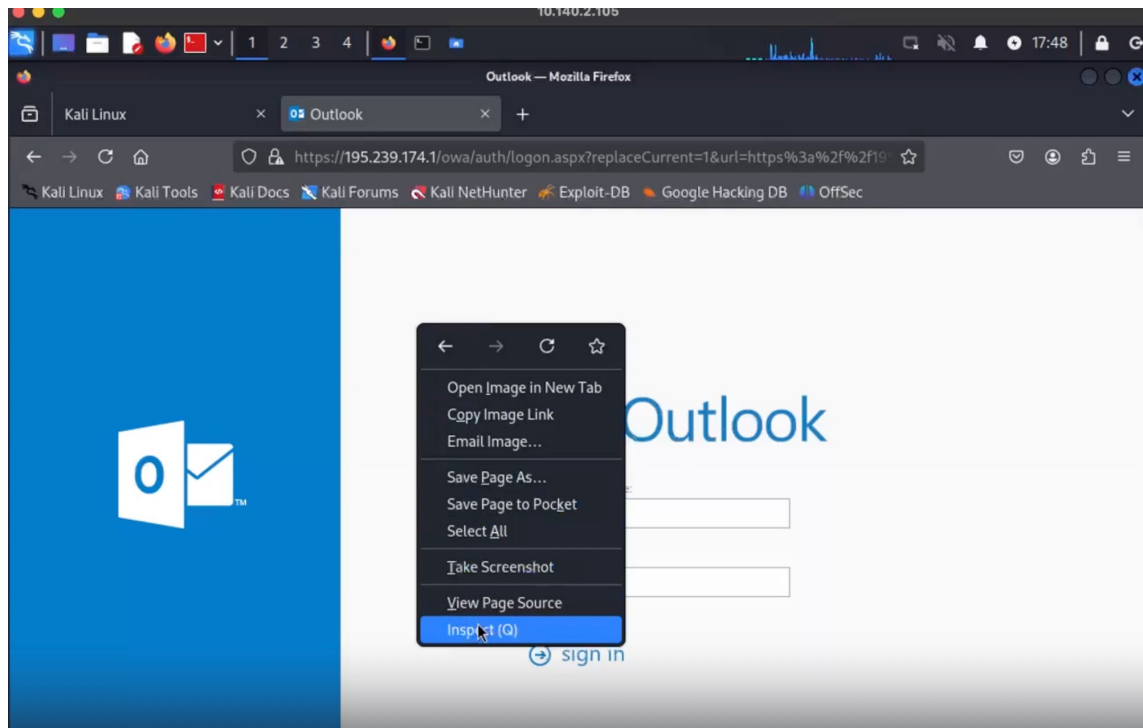 10.140.2.105
1 2 3 4
17:48
Outlook — Mozilla Firefox
Kali Linux
Outlook
https://195.239.174.1/owa/auth/logon.aspx?replaceCurrent=1&url=https%3a%2f%2f19
Kali Linux Kali Tools Kali Docs Kali Forums Kali NetHunter Exploit-DB Google Hacking DB OffSec
Open Image in New Tab
Copy Image Link
Email Image...
Outlook
Save Page As...
Save Page to Pocket
Select All
Take Screenshot
View Page Source
Inspect (Q)
sign in
O
TM